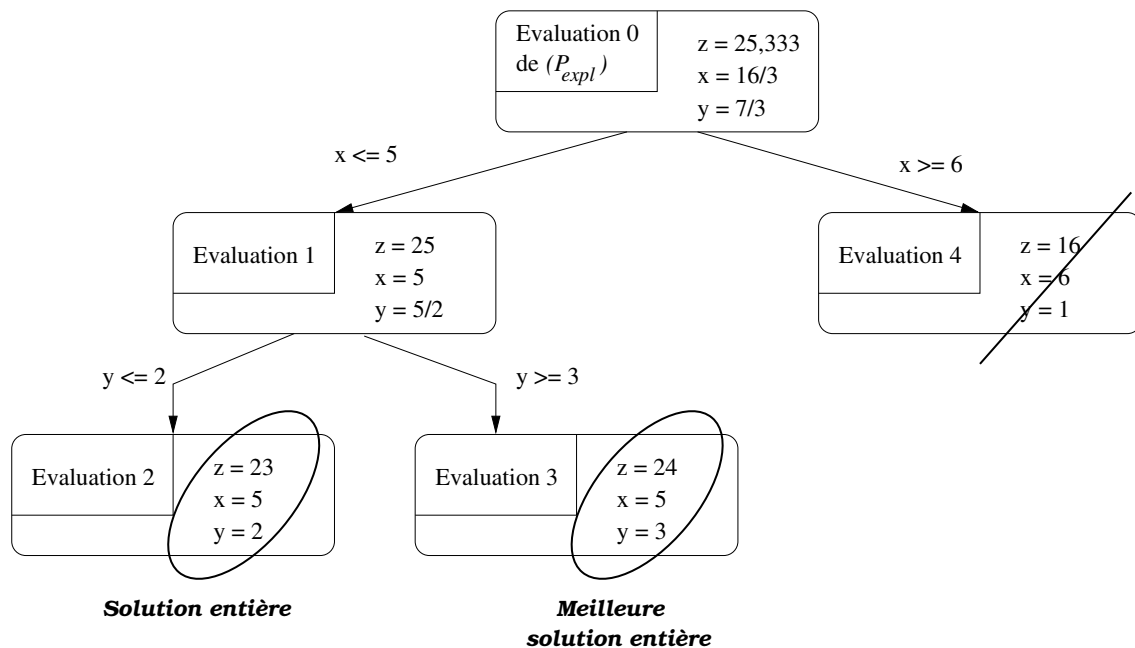 Evaluation 0
de (P_expl)
z = 25,333
x = 16/3
y = 7/3
x <= 5
x >= 6
Evaluation 1
z = 25
x = 5
y = 5/2
Evaluation 4
z = 16
x = 6
y = 1
y <= 2
y >= 3
Evaluation 2
z = 23
x = 5
y = 2
Evaluation 3
z = 24
x = 5
y = 3
Solution entière
Meilleure
solution entière